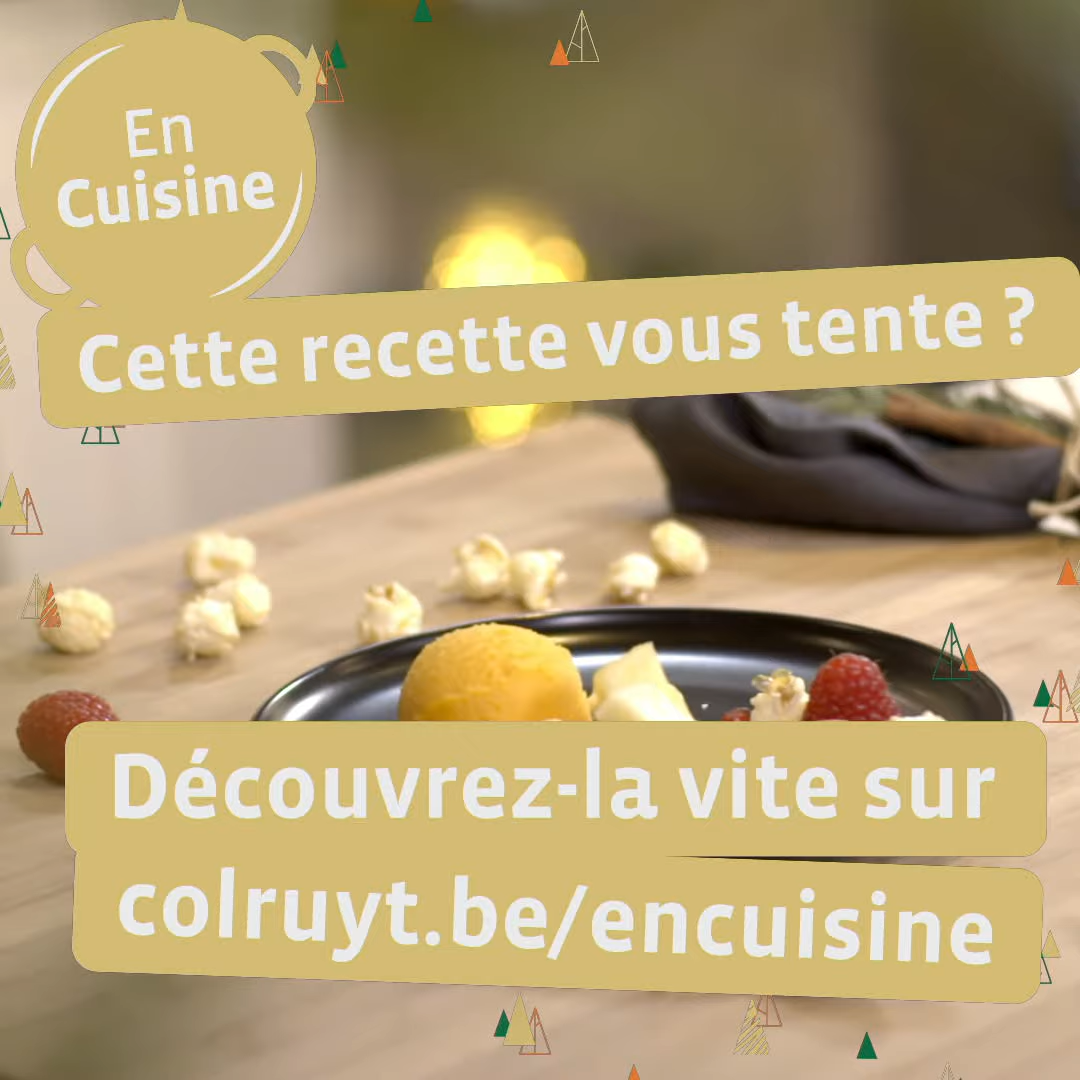 En
Cuisine
Cette recette vous tente ?
Découvrez-la vite sur
colruyt.be/encuisine